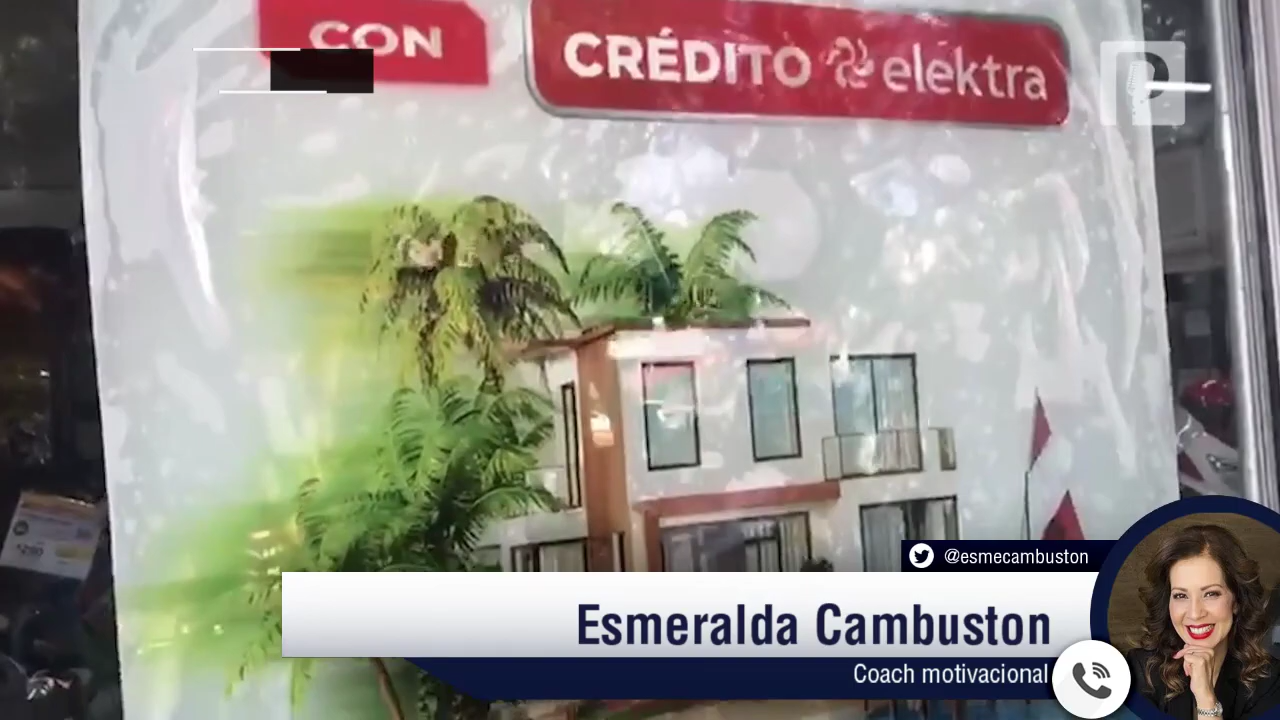 CON
CRÉDITO elektra
@esmecambuston
Esmeralda Cambuston
Coach motivacional